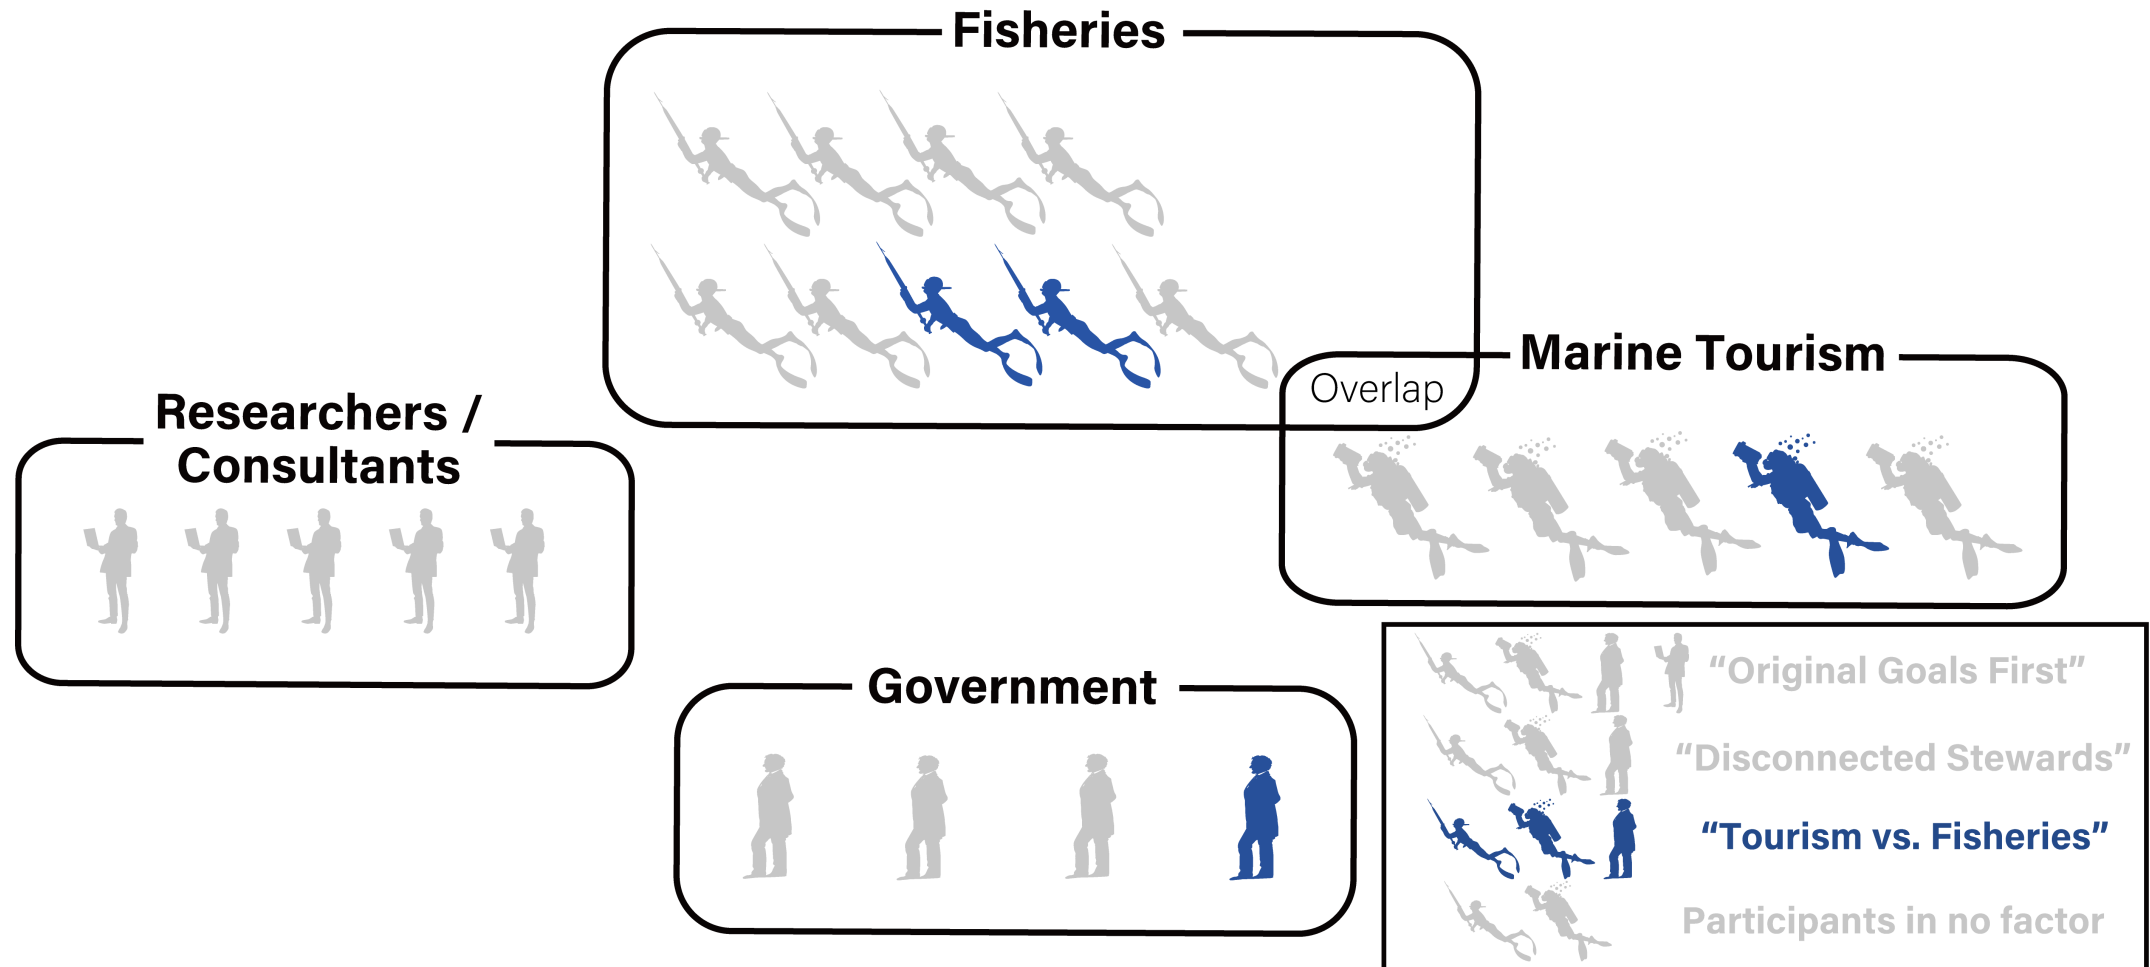 Fisheries
Marine Tourism
Overlap
Researchers /
Consultants
Government
“Original Goals First”
“Disconnected Stewards”
“Tourism vs. Fisheries”
Participants in no factor